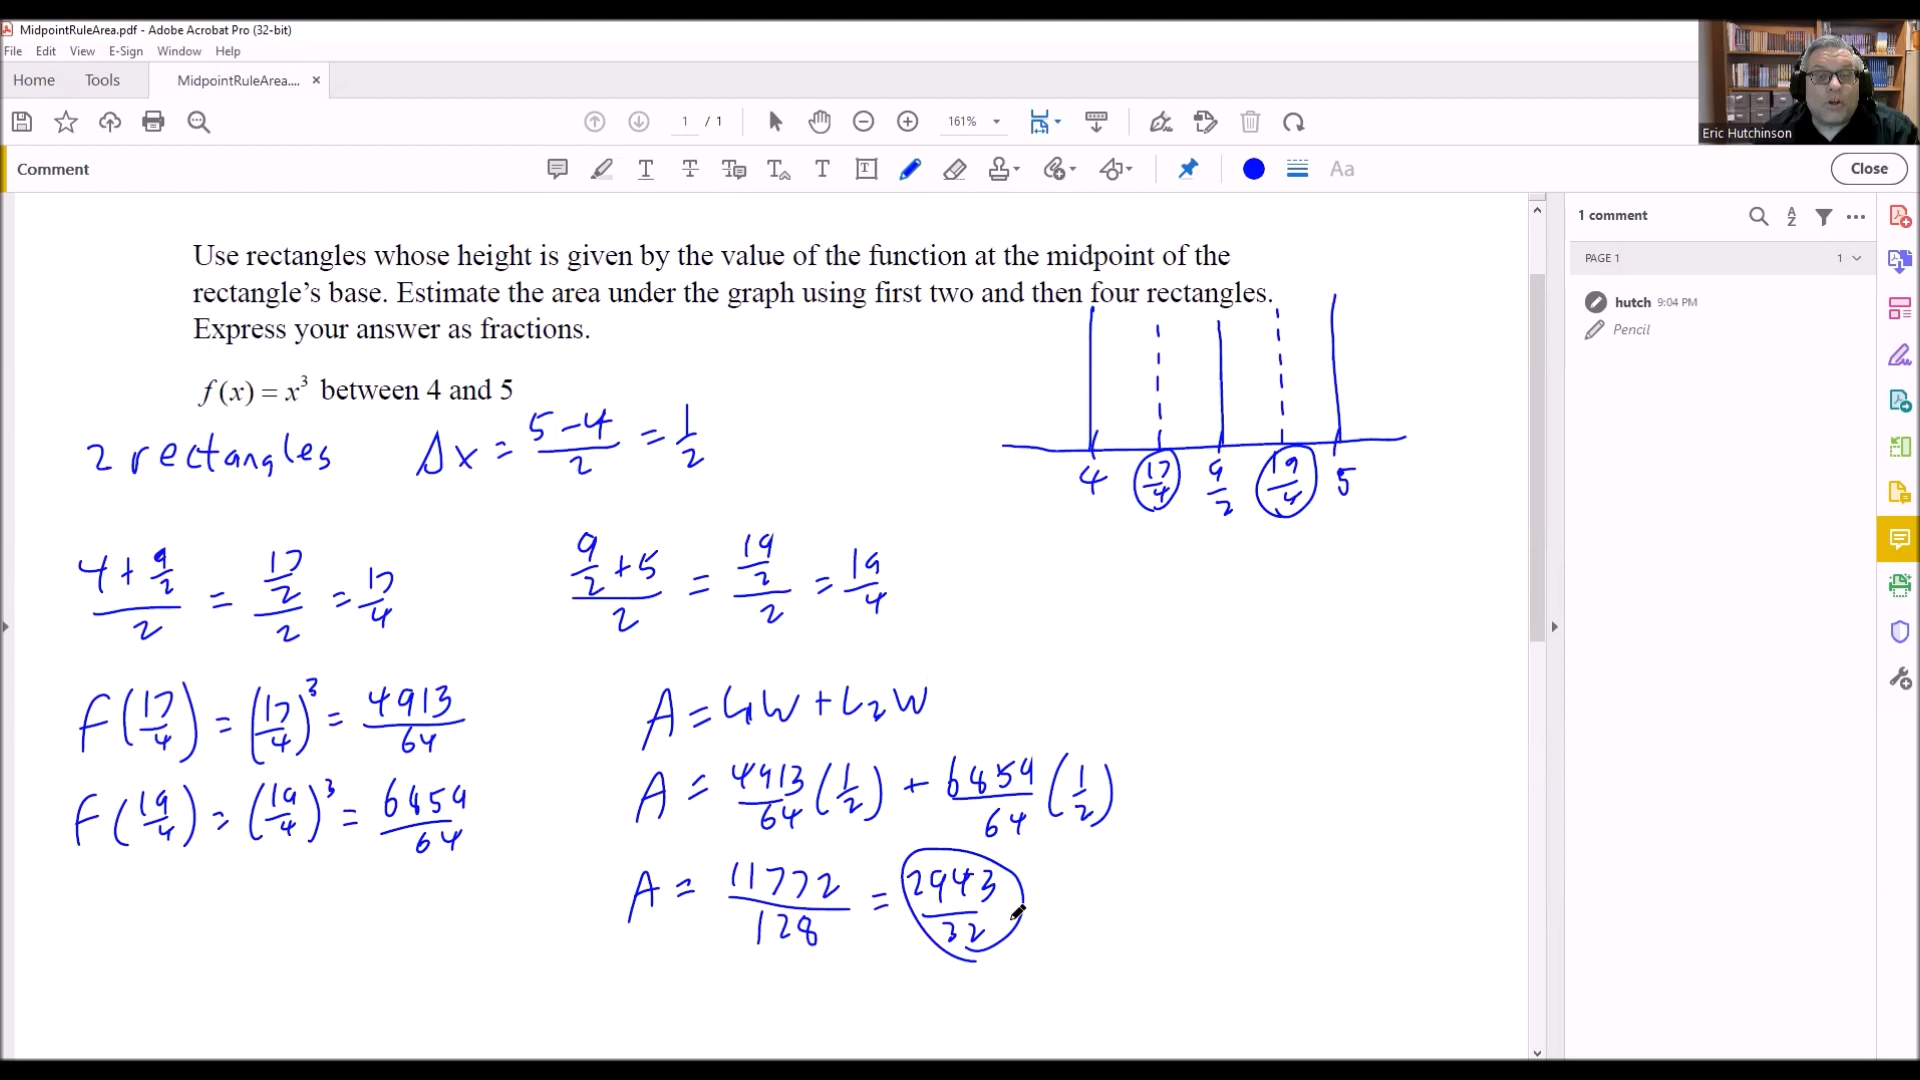 MidpointRuleArea.pdf - Adobe Acrobat Pro (32-bit)
File Edit View E-Sign Window Help
Home Tools MidpointRuleArea.... ×
1 / 1 161%
Eric Hutchinson
Comment
Aa
Close
1 comment
PAGE 1 1
hutch 9:04 PM
Pencil
Use rectangles whose height is given by the value of the function at the midpoint of the
rectangle’s base. Estimate the area under the graph using first two and then four rectangles.
Express your answer as fractions.
f(x) = x³ between 4 and 5
2 rectangles Δx = (5-4)/2 = 1/2
4 17/4 9/2 19/4 5
(4 + 9/2)/2 = (17/2)/2 = 17/4
(9/2 + 5)/2 = (19/2)/2 = 19/4
F(17/4) = (17/4)³ = 4913/64
F(19/4) = (19/4)³ = 6859/64
A = L₁W + L₂W
A = 4913/64 (1/2) + 6859/64 (1/2)
A = 11772/128 = 2943/32